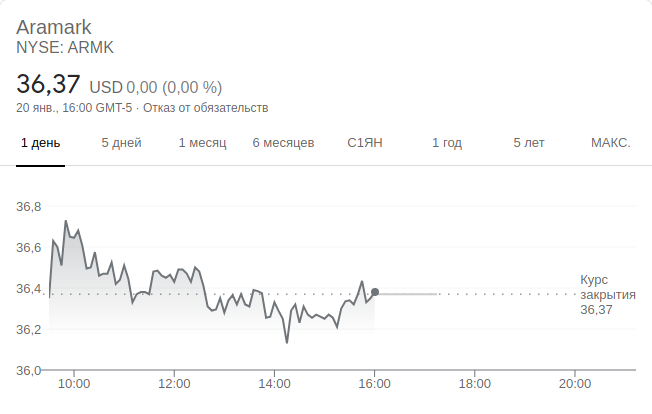 Aramark
NYSE: ARMK
36,37 USD 0,00 (0,00 %)
20 янв., 16:00 GMT-5 · Отказ от обязательств
1 день 5 дней 1 месяц 6 месяцев С1ЯН 1 год 5 лет МАКС.
36,8
36,6
36,4
36,2
36,0
Курс
закрытия
36,37
10:00 12:00 14:00 16:00 18:00 20:00